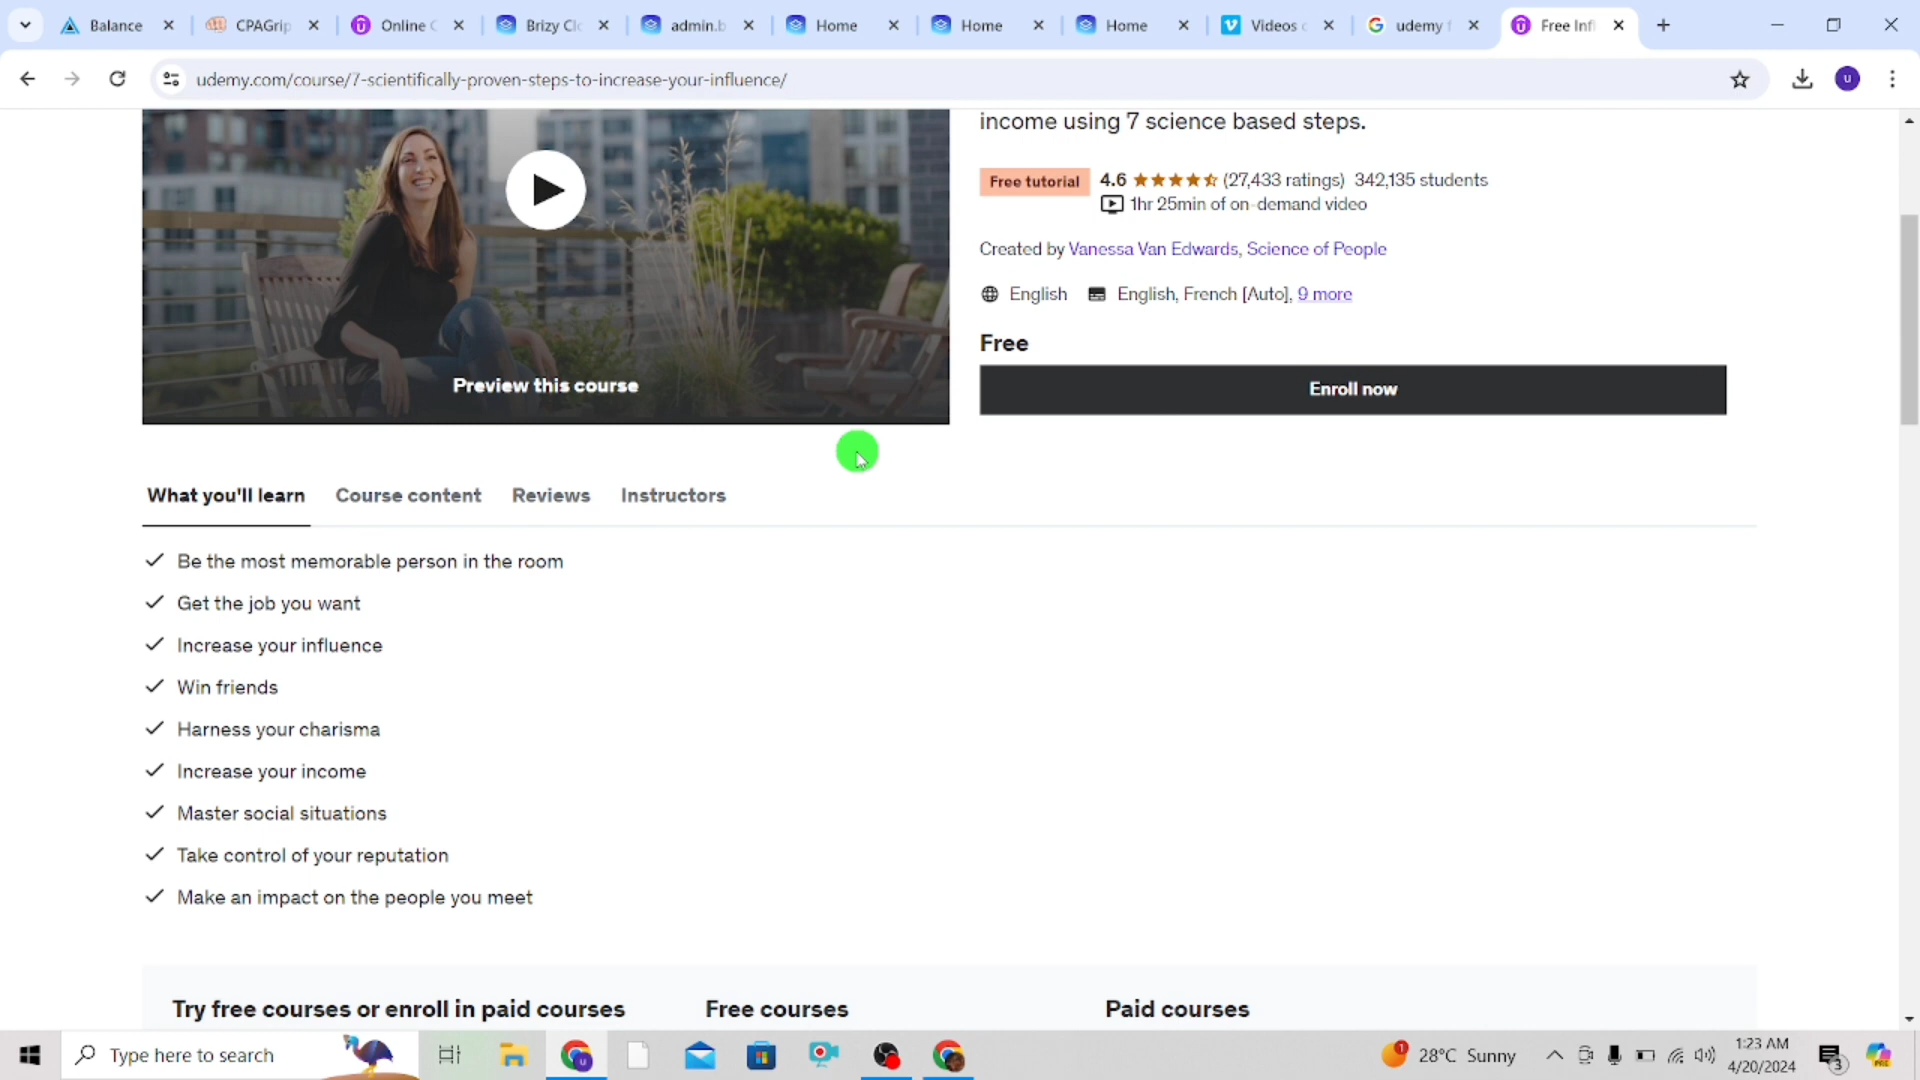 Balance
CPAGrip
Online C
Brizy Clo
admin.b
Home
Home
Home
Videos o
udemy f
Free Infl
udemy.com/course/7-scientifically-proven-steps-to-increase-your-influence/
income using 7 science based steps.
Free tutorial
4.6 (27,433 ratings) 342,135 students
1hr 25min of on-demand video
Created by Vanessa Van Edwards, Science of People
English English, French [Auto], 9 more
Free
Enroll now
Preview this course
What you'll learn Course content Reviews Instructors
Be the most memorable person in the room
Get the job you want
Increase your influence
Win friends
Harness your charisma
Increase your income
Master social situations
Take control of your reputation
Make an impact on the people you meet
Try free courses or enroll in paid courses Free courses Paid courses
Type here to search
28°C Sunny
1:23 AM
4/20/2024
3